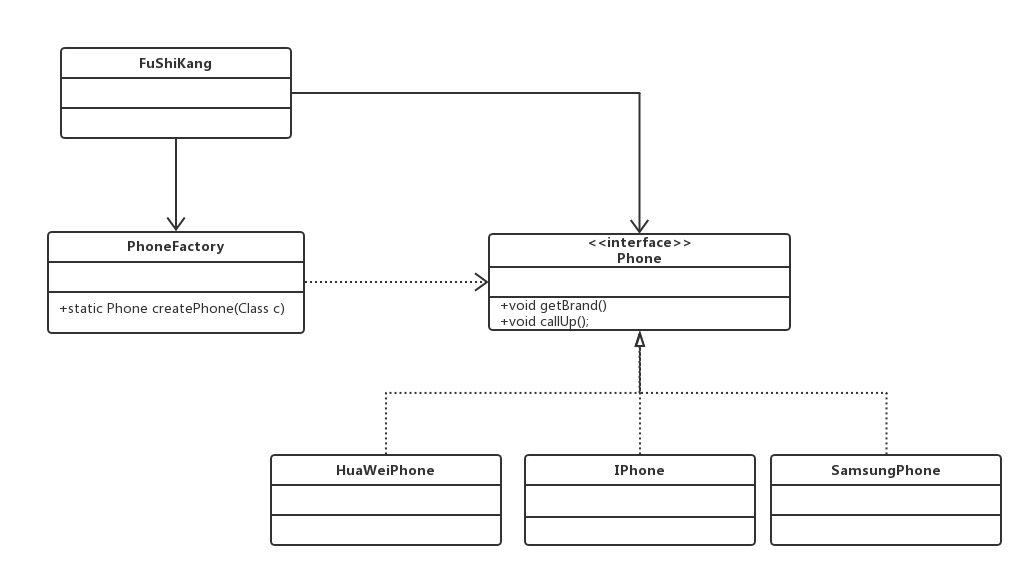 FuShiKang
PhoneFactory
+static Phone createPhone(Class c)
<<interface>>
Phone
+void getBrand()
+void callUp();
HuaWeiPhone
IPhone
SamsungPhone